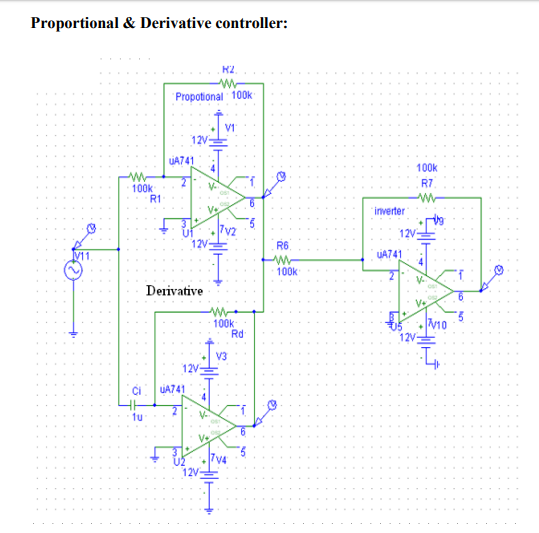 Proportional & Derivative controller:
R2
Propotional 100k
V1
12V
uA741
4
2
V-
1
100k
R1
6
V+
3
5
U1
7
V2
12V
V11
R6
100k
100k
R7
inverter
V9
12V
uA741
4
2
V-
1
6
V+
3
5
U5
7
V10
12V
Derivative
100k
Rd
V3
12V
Ci
uA741
4
1u
2
V-
1
6
V+
3
5
U2
7
V4
12V